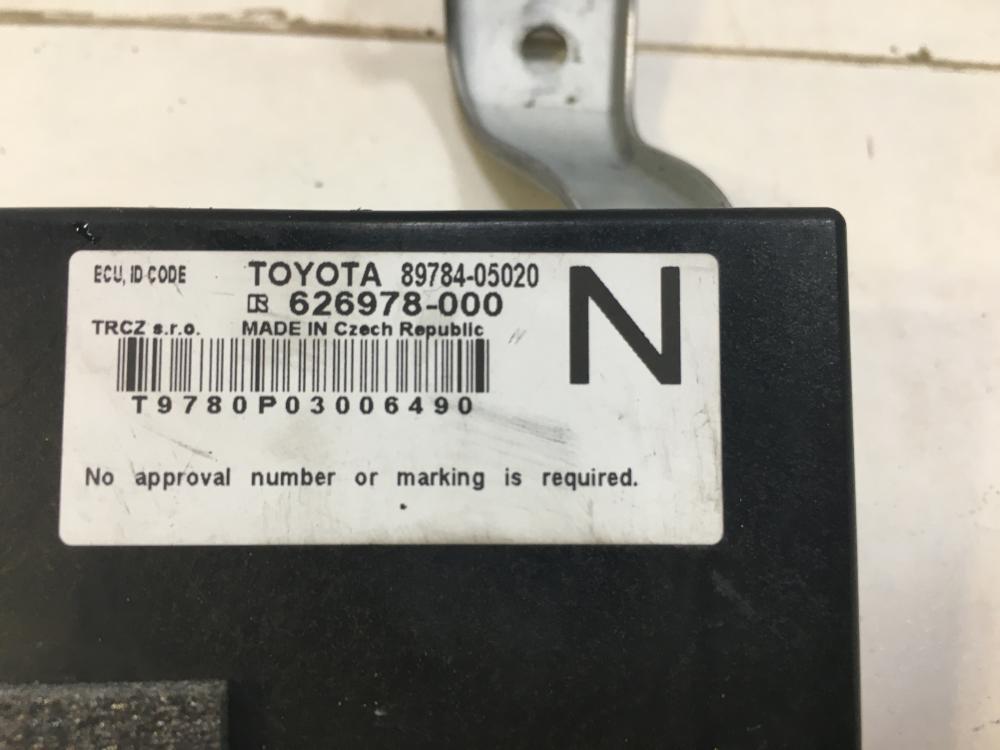 ECU, ID CODE TOYOTA 89784-05020
626978-000
TRCZ s.r.o. MADE IN Czech Republic
N
T9780P03006490
No approval number or marking is required.